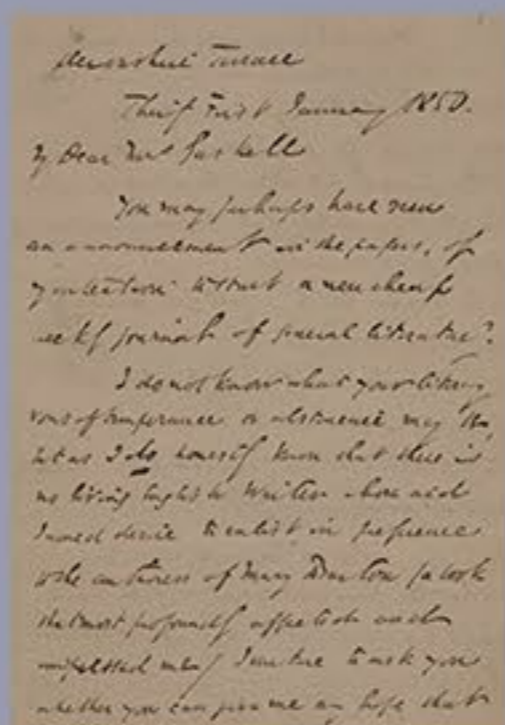 Devonshire Terrace
Thirty First January 1850.
My Dear Mrs Gaskell
You may perhaps have seen
an announcement in the papers, of
my intention to start a new cheap
weekly journal of general literature?
I do not know what your literary
vows of temperance or abstinence may be,
but as I do honestly know that there is
no living English writer whose aid
I would desire to enlist, in preference
to the authoress of Mary Barton (a book
that most profoundly affected and
impressed me) I venture to ask you
whether you can give me any hope that